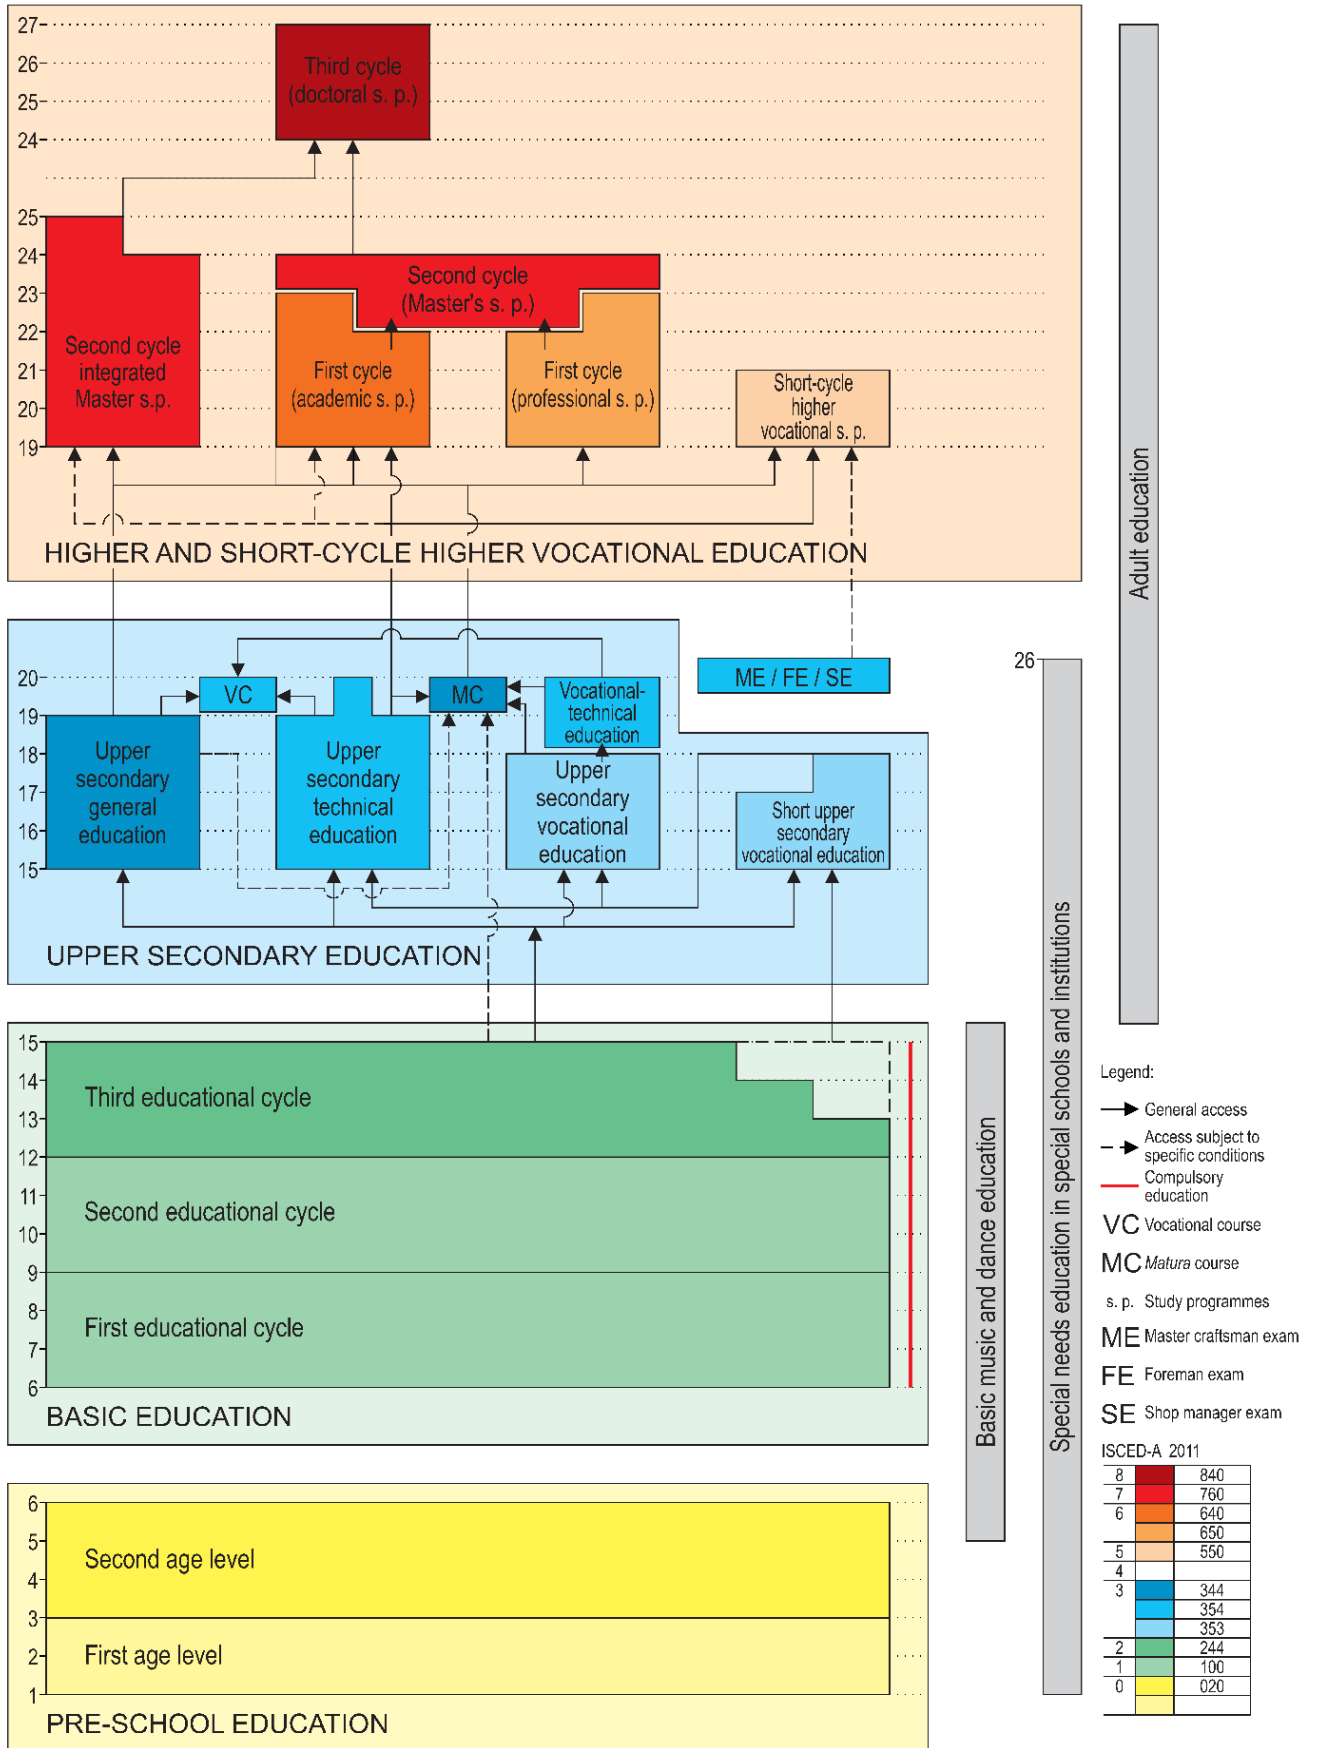 27
26
25
24
25
24
23
22
21
20
19
Third cycle
(doctoral s. p.)
Second cycle
(Master's s. p.)
Second cycle
integrated
Master s.p.
First cycle
(academic s. p.)
First cycle
(professional s. p.)
Short-cycle
higher
vocational s. p.
HIGHER AND SHORT-CYCLE HIGHER VOCATIONAL EDUCATION
20
19
18
17
16
15
VC
MC
Vocational-
technical
education
ME / FE / SE
Upper
secondary
general
education
Upper
secondary
technical
education
Upper
secondary
vocational
education
Short upper
secondary
vocational education
UPPER SECONDARY EDUCATION
15
14
13
12
11
10
9
8
7
6
Third educational cycle
Second educational cycle
First educational cycle
BASIC EDUCATION
6
5
4
3
2
1
Second age level
First age level
PRE-SCHOOL EDUCATION
Basic music and dance education
26
Special needs education in special schools and institutions
Adult education
Legend:
General access
Access subject to
specific conditions
Compulsory
education
VC Vocational course
MC Matura course
s. p. Study programmes
ME Master craftsman exam
FE Foreman exam
SE Shop manager exam
ISCED-A 2011
8 840
7 760
6 640
650
5 550
4
3 344
354
353
2 244
1 100
0 020